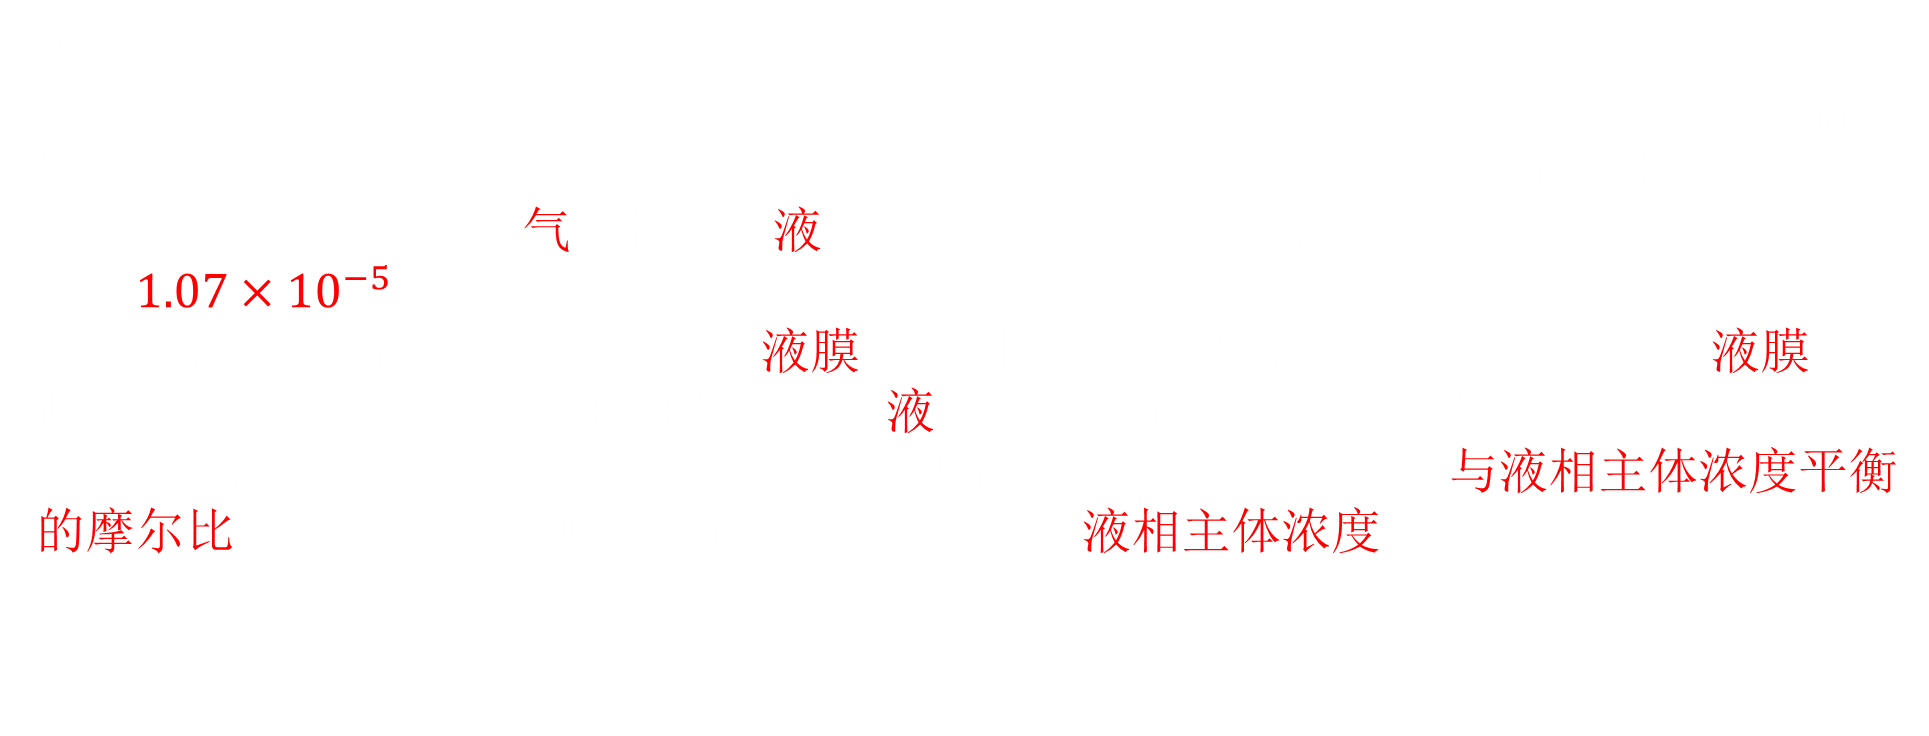 气 液
1.07 × 10⁻⁵
液膜 液膜
液
与液相主体浓度平衡
的摩尔比 液相主体浓度